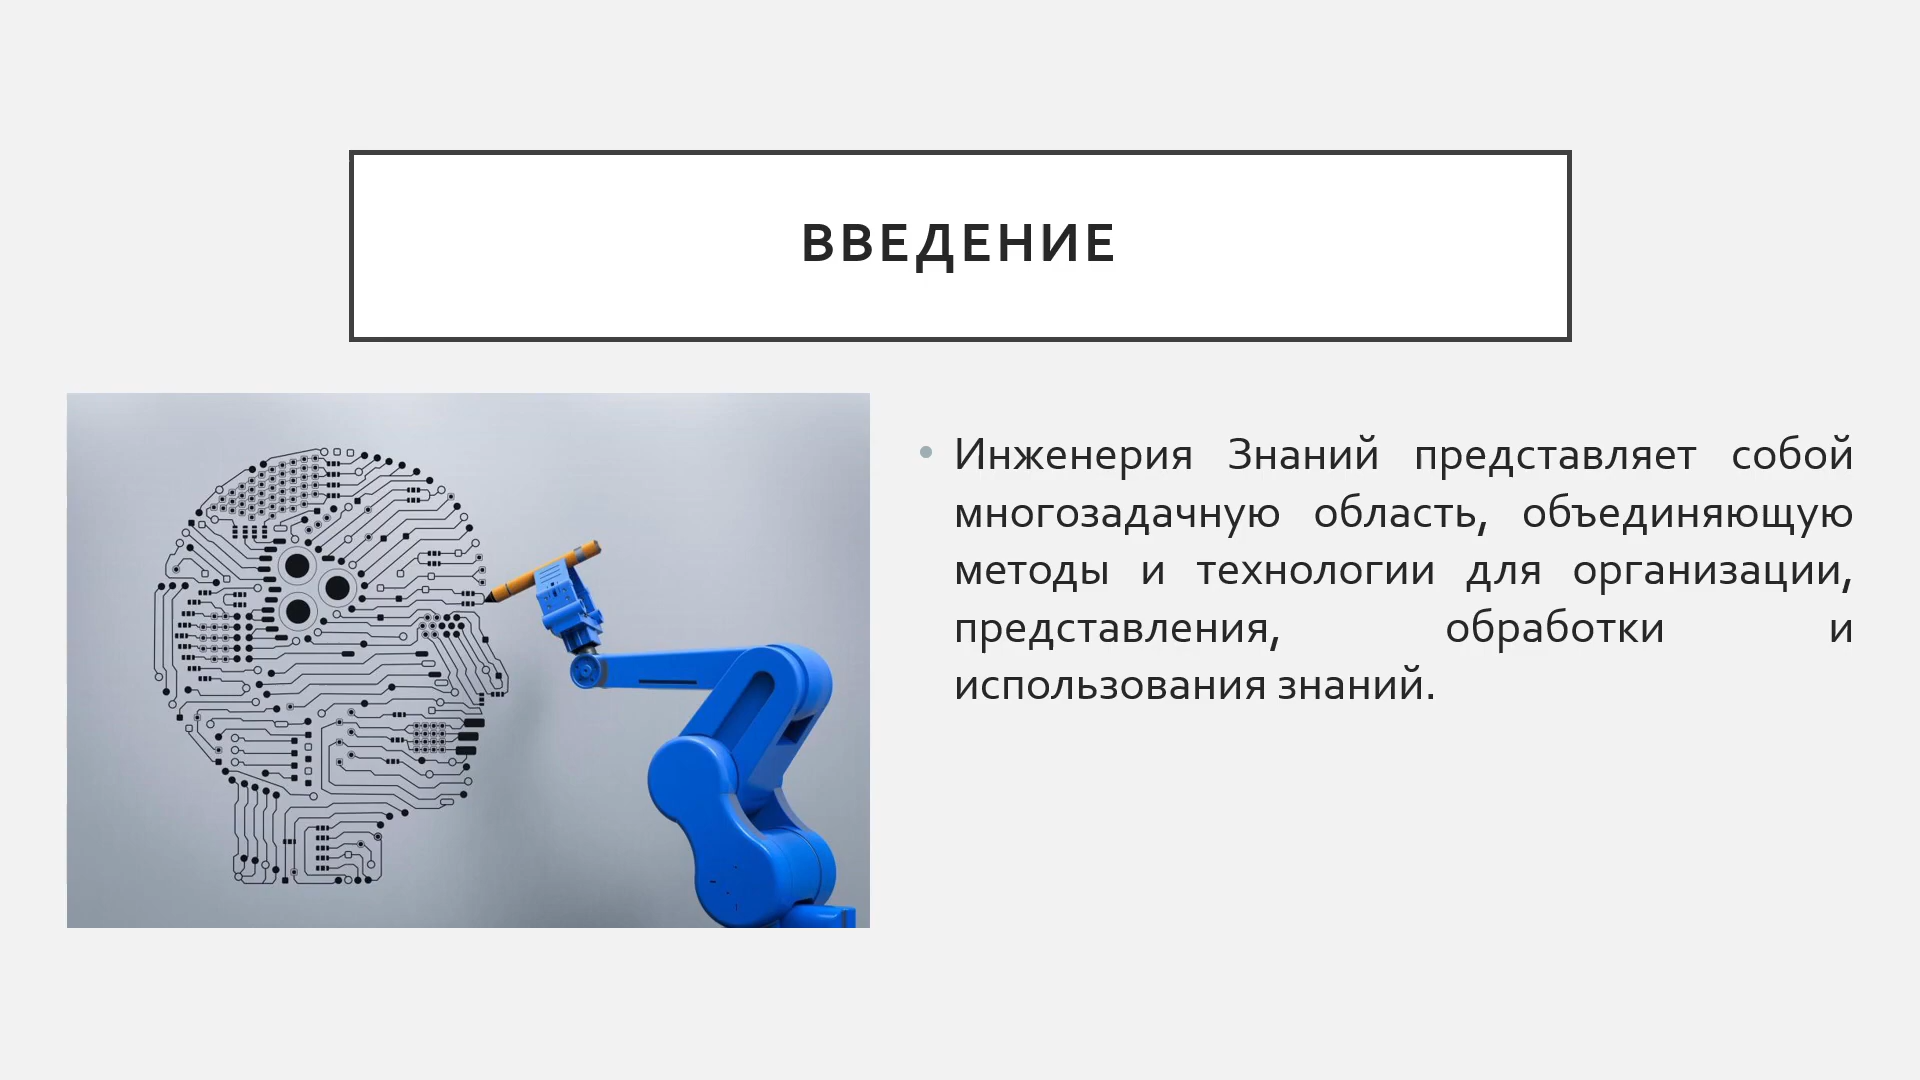 ВВЕДЕНИЕ
Инженерия Знаний представляет собой
многозадачную область, объединяющую
методы и технологии для организации,
представления, обработки и
использования знаний.